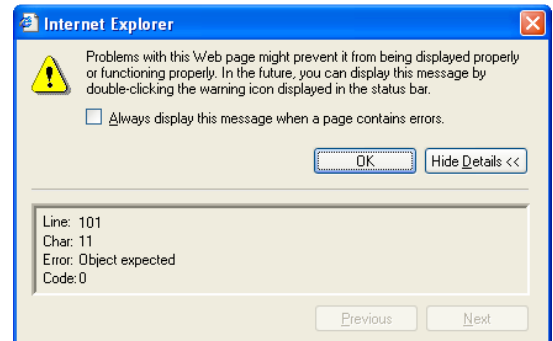 Internet Explorer
Problems with this Web page might prevent it from being displayed properly
or functioning properly. In the future, you can display this message by
double-clicking the warning icon displayed in the status bar.
Always display this message when a page contains errors.
OK
Hide Details <<
Line: 101
Char: 11
Error: Object expected
Code:0
Previous
Next